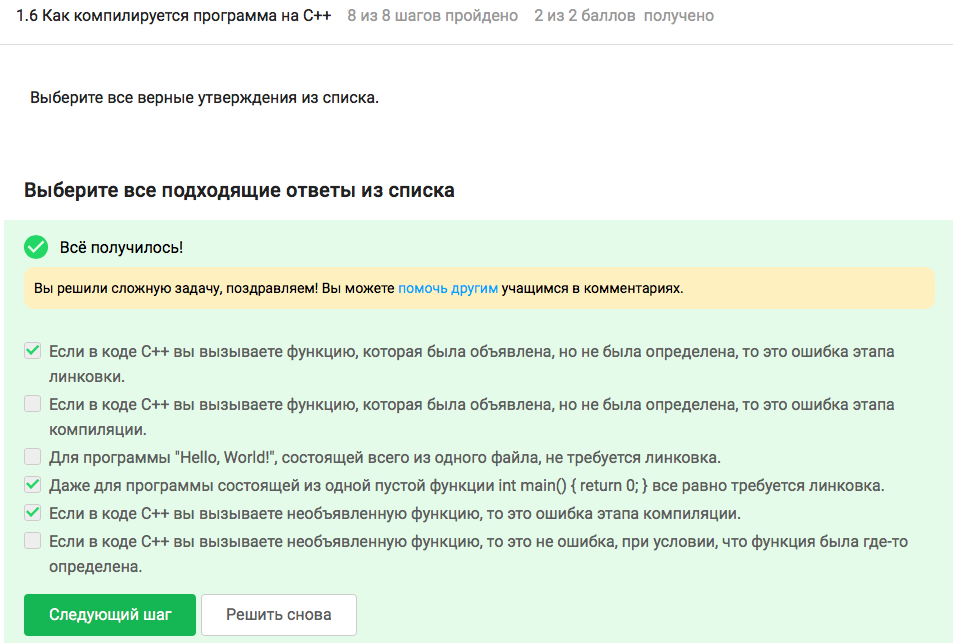 1.6 Как компилируется программа на C++ 8 из 8 шагов пройдено 2 из 2 баллов получено
Выберите все верные утверждения из списка.
Выберите все подходящие ответы из списка
Всё получилось!
Вы решили сложную задачу, поздравляем! Вы можете помочь другим учащимся в комментариях.
Если в коде C++ вы вызываете функцию, которая была объявлена, но не была определена, то это ошибка этапа
линковки.
Если в коде C++ вы вызываете функцию, которая была объявлена, но не была определена, то это ошибка этапа
компиляции.
Для программы "Hello, World!", состоящей всего из одного файла, не требуется линковка.
Даже для программы состоящей из одной пустой функции int main() { return 0; } все равно требуется линковка.
Если в коде C++ вы вызываете необъявленную функцию, то это ошибка этапа компиляции.
Если в коде C++ вы вызываете необъявленную функцию, то это не ошибка, при условии, что функция была где-то
определена.
Следующий шаг Решить снова